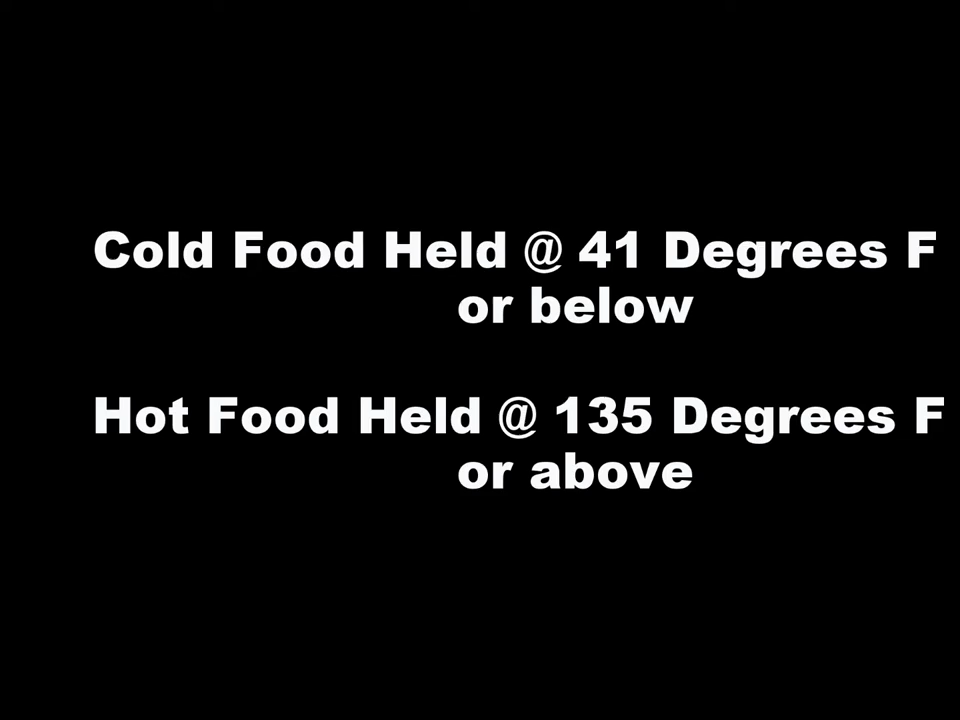 Cold Food Held @ 41 Degrees F
or below
Hot Food Held @ 135 Degrees F
or above